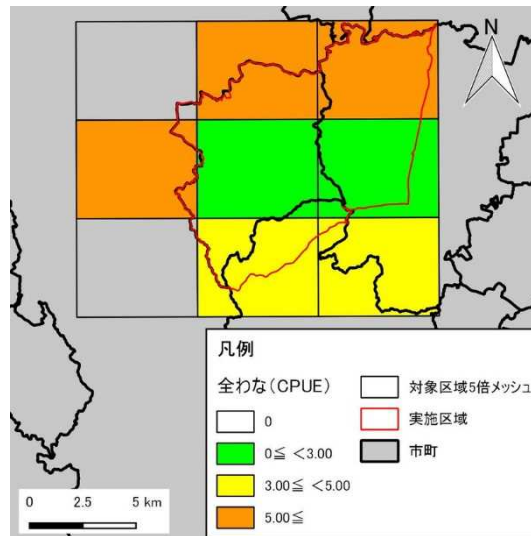 N
凡例
全わな(CPUE)
0
0≦ <3.00
3.00≦ <5.00
5.00≦
対象区域5倍メッシュ
実施区域
市町
0 2.5 5 km